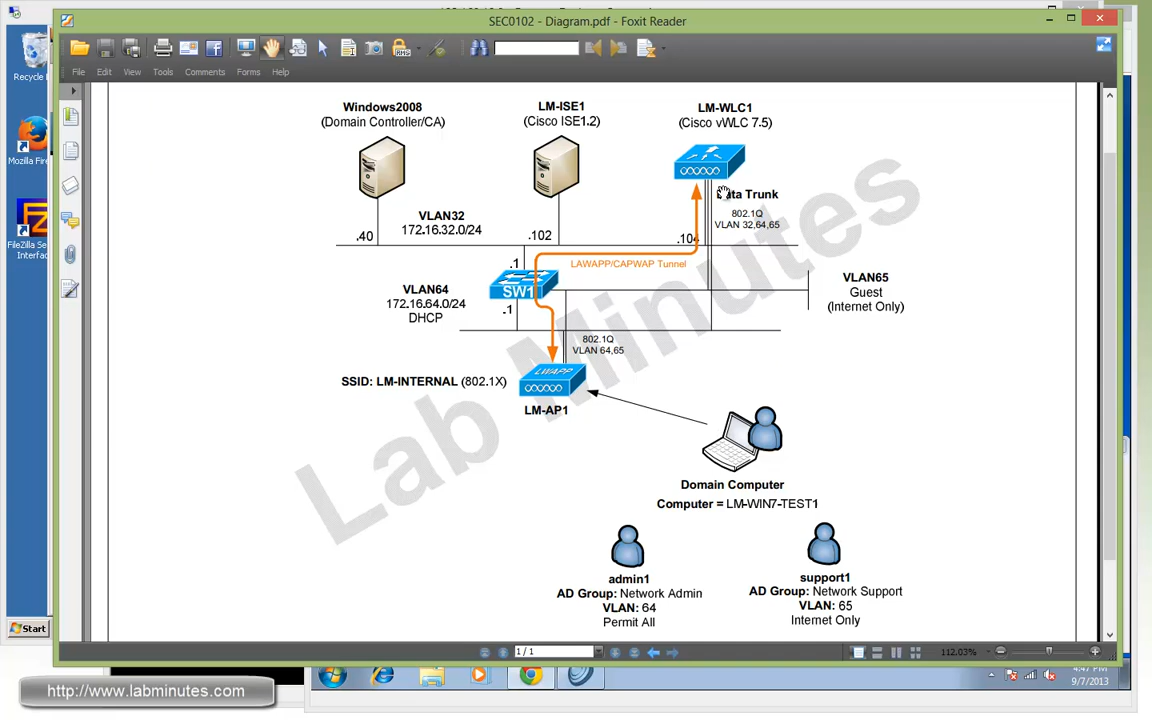 SEC0102 - Diagram.pdf - Foxit Reader
File Edit View Tools Comments Forms Help
Recycle
Mozilla Fire
FileZilla Se
Interfac
Windows2008
(Domain Controller/CA)
LM-ISE1
(Cisco ISE1.2)
LM-WLC1
(Cisco vWLC 7.5)
ata Trunk
802.1Q
VLAN 32,64,65
VLAN32
172.16.32.0/24
.40
.102
.104
.1
LAWAPP/CAPWAP Tunnel
SW1
.1
VLAN64
172.16.64.0/24
DHCP
VLAN65
Guest
(Internet Only)
802.1Q
VLAN 64,65
LWAPP
SSID: LM-INTERNAL (802.1X)
LM-AP1
Lab Minutes
Domain Computer
Computer = LM-WIN7-TEST1
admin1
AD Group: Network Admin
VLAN: 64
Permit All
support1
AD Group: Network Support
VLAN: 65
Internet Only
Start
1 / 1
112.03%
4:47 PM
9/7/2013
http://www.labminutes.com